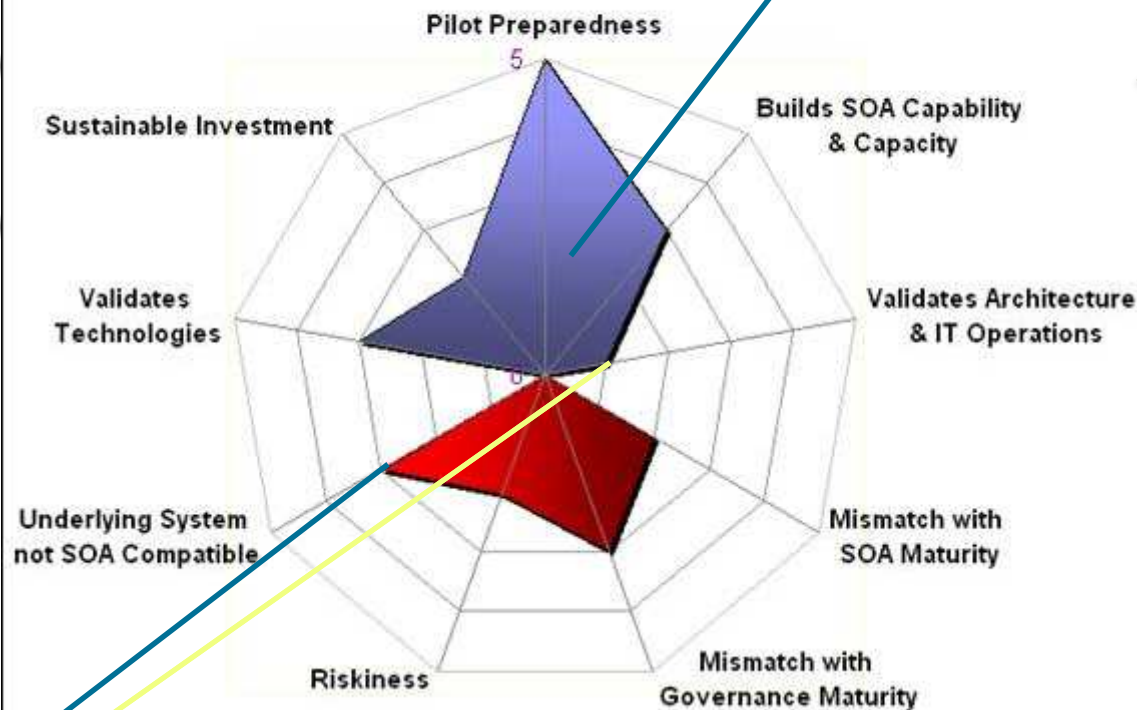 Pilot Preparedness
5
Builds SOA Capability
& Capacity
Sustainable Investment
Validates
Technologies
Validates Architecture
& IT Operations
0
Underlying System
not SOA Compatible
Mismatch with
SOA Maturity
Riskiness
Mismatch with
Governance Maturity